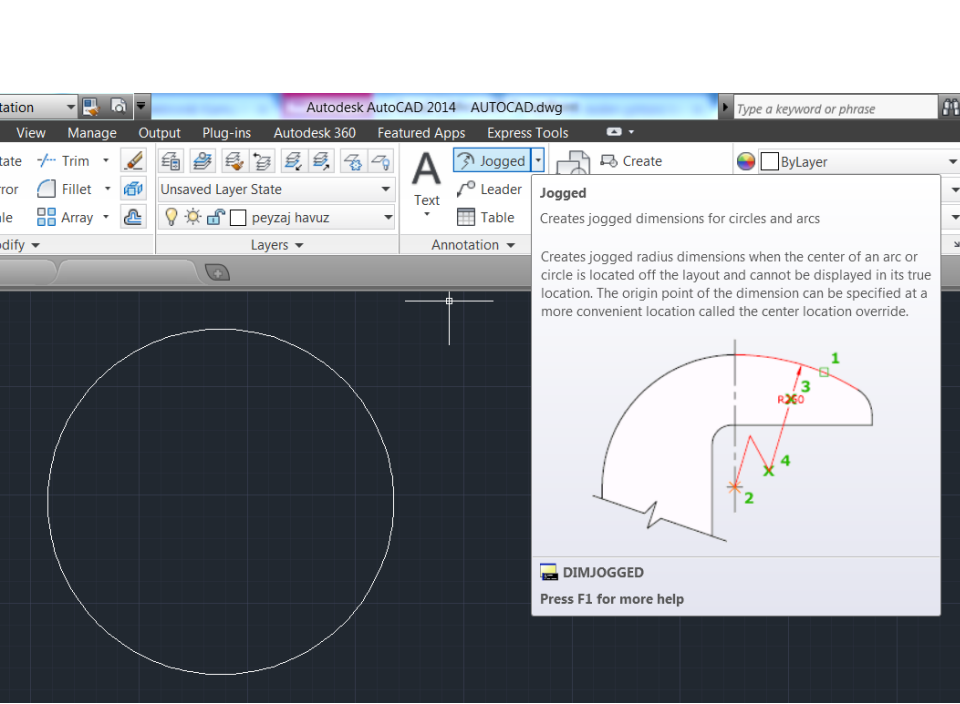 tation
Autodesk AutoCAD 2014 AUTOCAD.dwg
Type a keyword or phrase
View Manage Output Plug-ins Autodesk 360 Featured Apps Express Tools
tate Trim
Jogged
Create
ByLayer
ror Fillet
Unsaved Layer State
Text
Leader
le Array
peyzaj havuz
Table
dify
Layers
Annotation
Jogged
Creates jogged dimensions for circles and arcs
Creates jogged radius dimensions when the center of an arc or
circle is located off the layout and cannot be displayed in its true
location. The origin point of the dimension can be specified at a
more convenient location called the center location override.
1
3
4
2
DIMJOGGED
Press F1 for more help